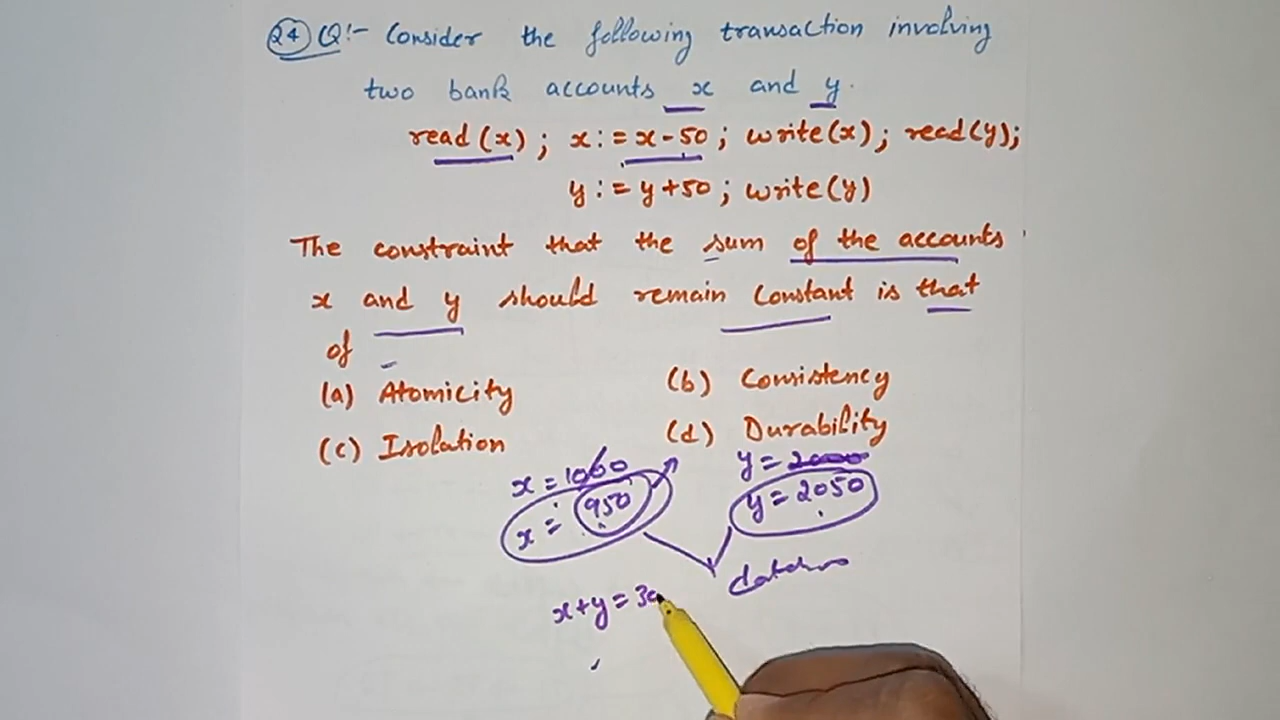 24 Q:- Consider the following transaction involving
two bank accounts x and y.
read (x) ; x := x - 50 ; write (x) ; read (y);
y := y + 50 ; write (y)
The constraint that the sum of the accounts
x and y should remain Constant is that
of
(a) Atomicity (b) Consistency
(c) Isolation (d) Durability
x = 1000 y = 2000
x = 950 y = 2050
x + y = 30